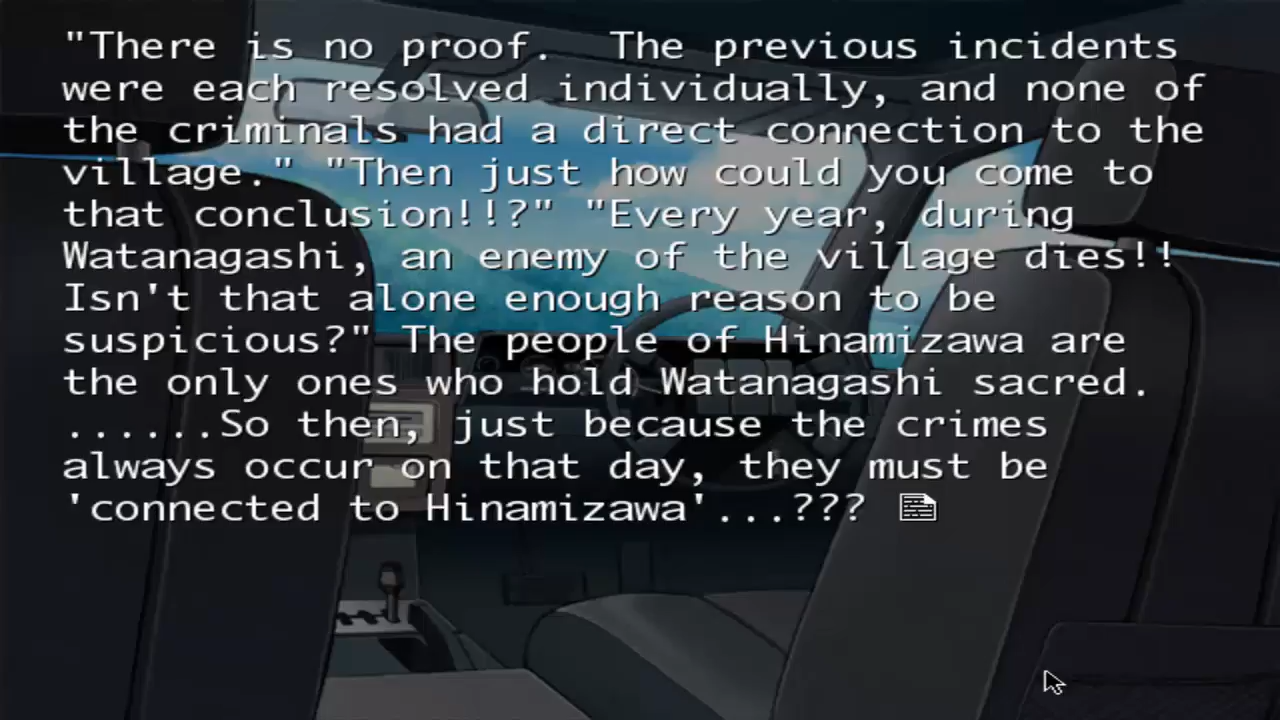 "There is no proof.  The previous incidents
were each resolved individually, and none of
the criminals had a direct connection to the
village." "Then just how could you come to
that conclusion!!?" "Every year, during
Watanagashi, an enemy of the village dies!!
Isn't that alone enough reason to be
suspicious?" The people of Hinamizawa are
the only ones who hold Watanagashi sacred.
......So then, just because the crimes
always occur on that day, they must be
'connected to Hinamizawa'...???